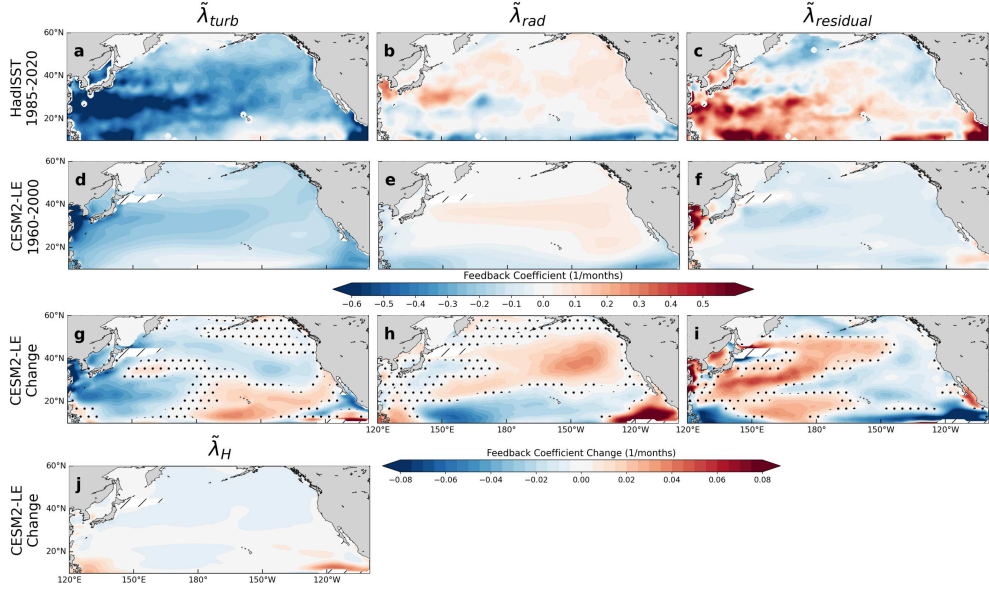 λ̃turb
λ̃rad
λ̃residual
HadISST
1985-2020
60°N
40°N
20°N
a
b
c
CESM2-LE
1960-2000
60°N
40°N
20°N
d
e
f
Feedback Coefficient (1/months)
−0.6 −0.5 −0.4 −0.3 −0.2 −0.1 0.0 0.1 0.2 0.3 0.4 0.5
CESM2-LE
Change
60°N
40°N
20°N
g
h
i
120°E 150°E 180° 150°W 120°W 120°E 150°E 180° 150°W 120°W
λ̃H
Feedback Coefficient Change (1/months)
−0.08 −0.06 −0.04 −0.02 0.00 0.02 0.04 0.06 0.08
CESM2-LE
Change
60°N
40°N
20°N
j
120°E 150°E 180° 150°W 120°W